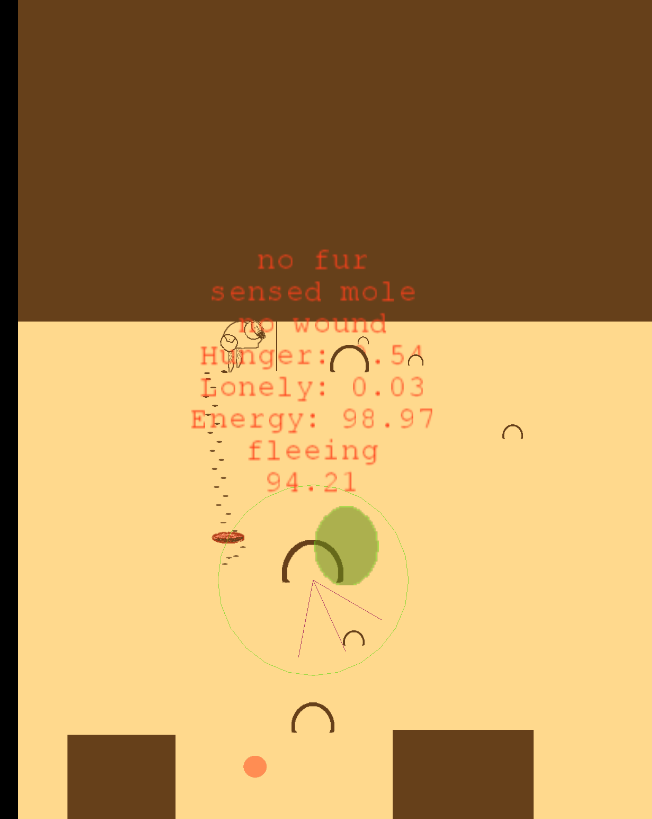 no fur
sensed mole
no wound
Hunger: .54
Lonely: 0.03
Energy: 98.97
fleeing
94.21